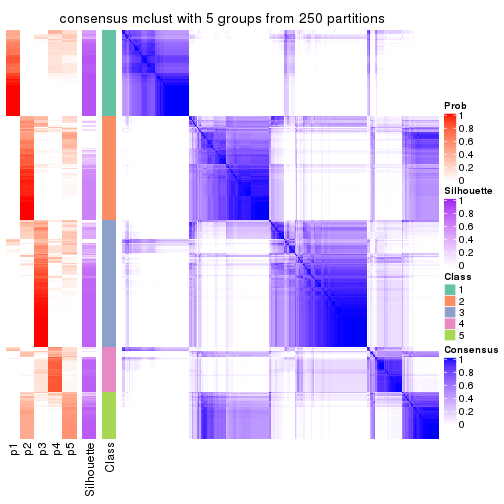 consensus mclust with 5 groups from 250 partitions
Prob
1
0.8
0.6
0.4
0.2
0
Silhouette
1
0.8
0.6
0.4
0.2
0
Class
1
2
3
4
5
Consensus
1
0.8
0.6
0.4
0.2
0
p1
p2
p3
p4
p5
Silhouette
Class